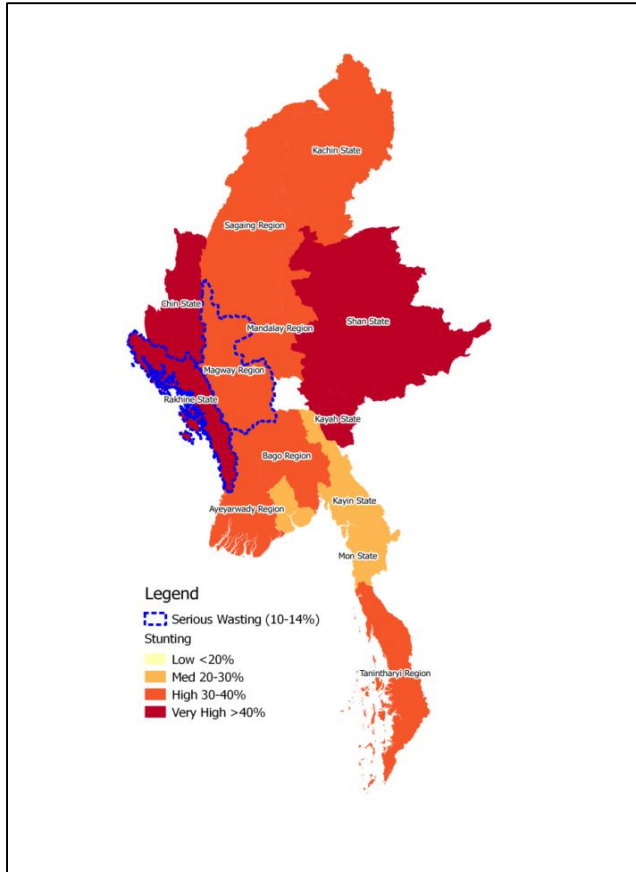 Kachin State
Sagaing Region
Chin State
Mandalay Region
Shan State
Magway Region
Rakhine State
Kayah State
Bago Region
Kayin State
Ayeyarwady Region
Mon State
Legend
Serious Wasting (10-14%)
Stunting
Low <20%
Med 20-30%
High 30-40%
Very High >40%
Tanintharyi Region